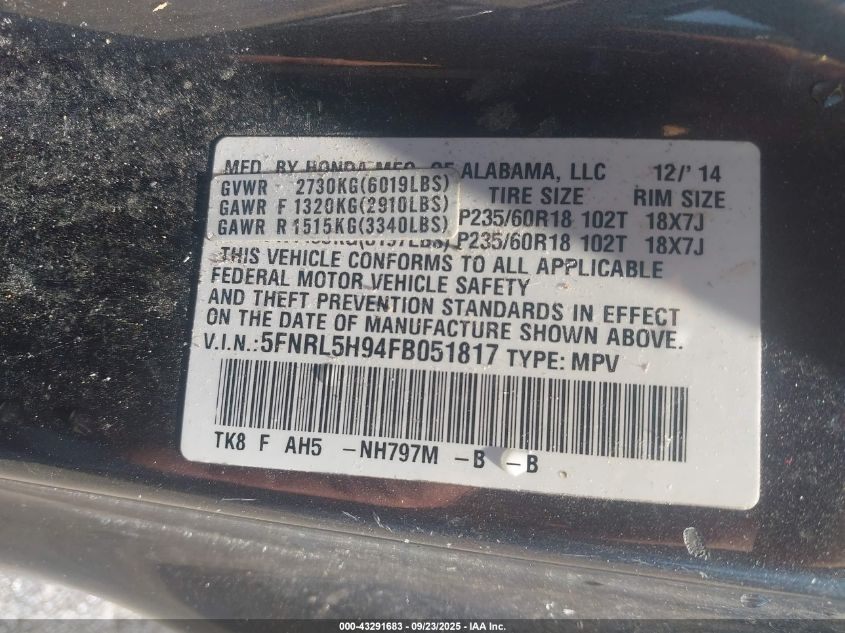 MFD. BY HONDA MFG. OF ALABAMA, LLC 12/'14
GVWR 2730KG(6019LBS) TIRE SIZE RIM SIZE
GAWR F 1320KG(2910LBS) P235/60R18 102T 18X7J
GAWR R 1515KG(3340LBS) P235/60R18 102T 18X7J
THIS VEHICLE CONFORMS TO ALL APPLICABLE
FEDERAL MOTOR VEHICLE SAFETY
AND THEFT PREVENTION STANDARDS IN EFFECT
ON THE DATE OF MANUFACTURE SHOWN ABOVE.
V.I.N.:5FNRL5H94FB051817 TYPE: MPV
TK8 F AH5 -NH797M -B -B
000-43291683 - 09/23/2025 - IAA Inc.